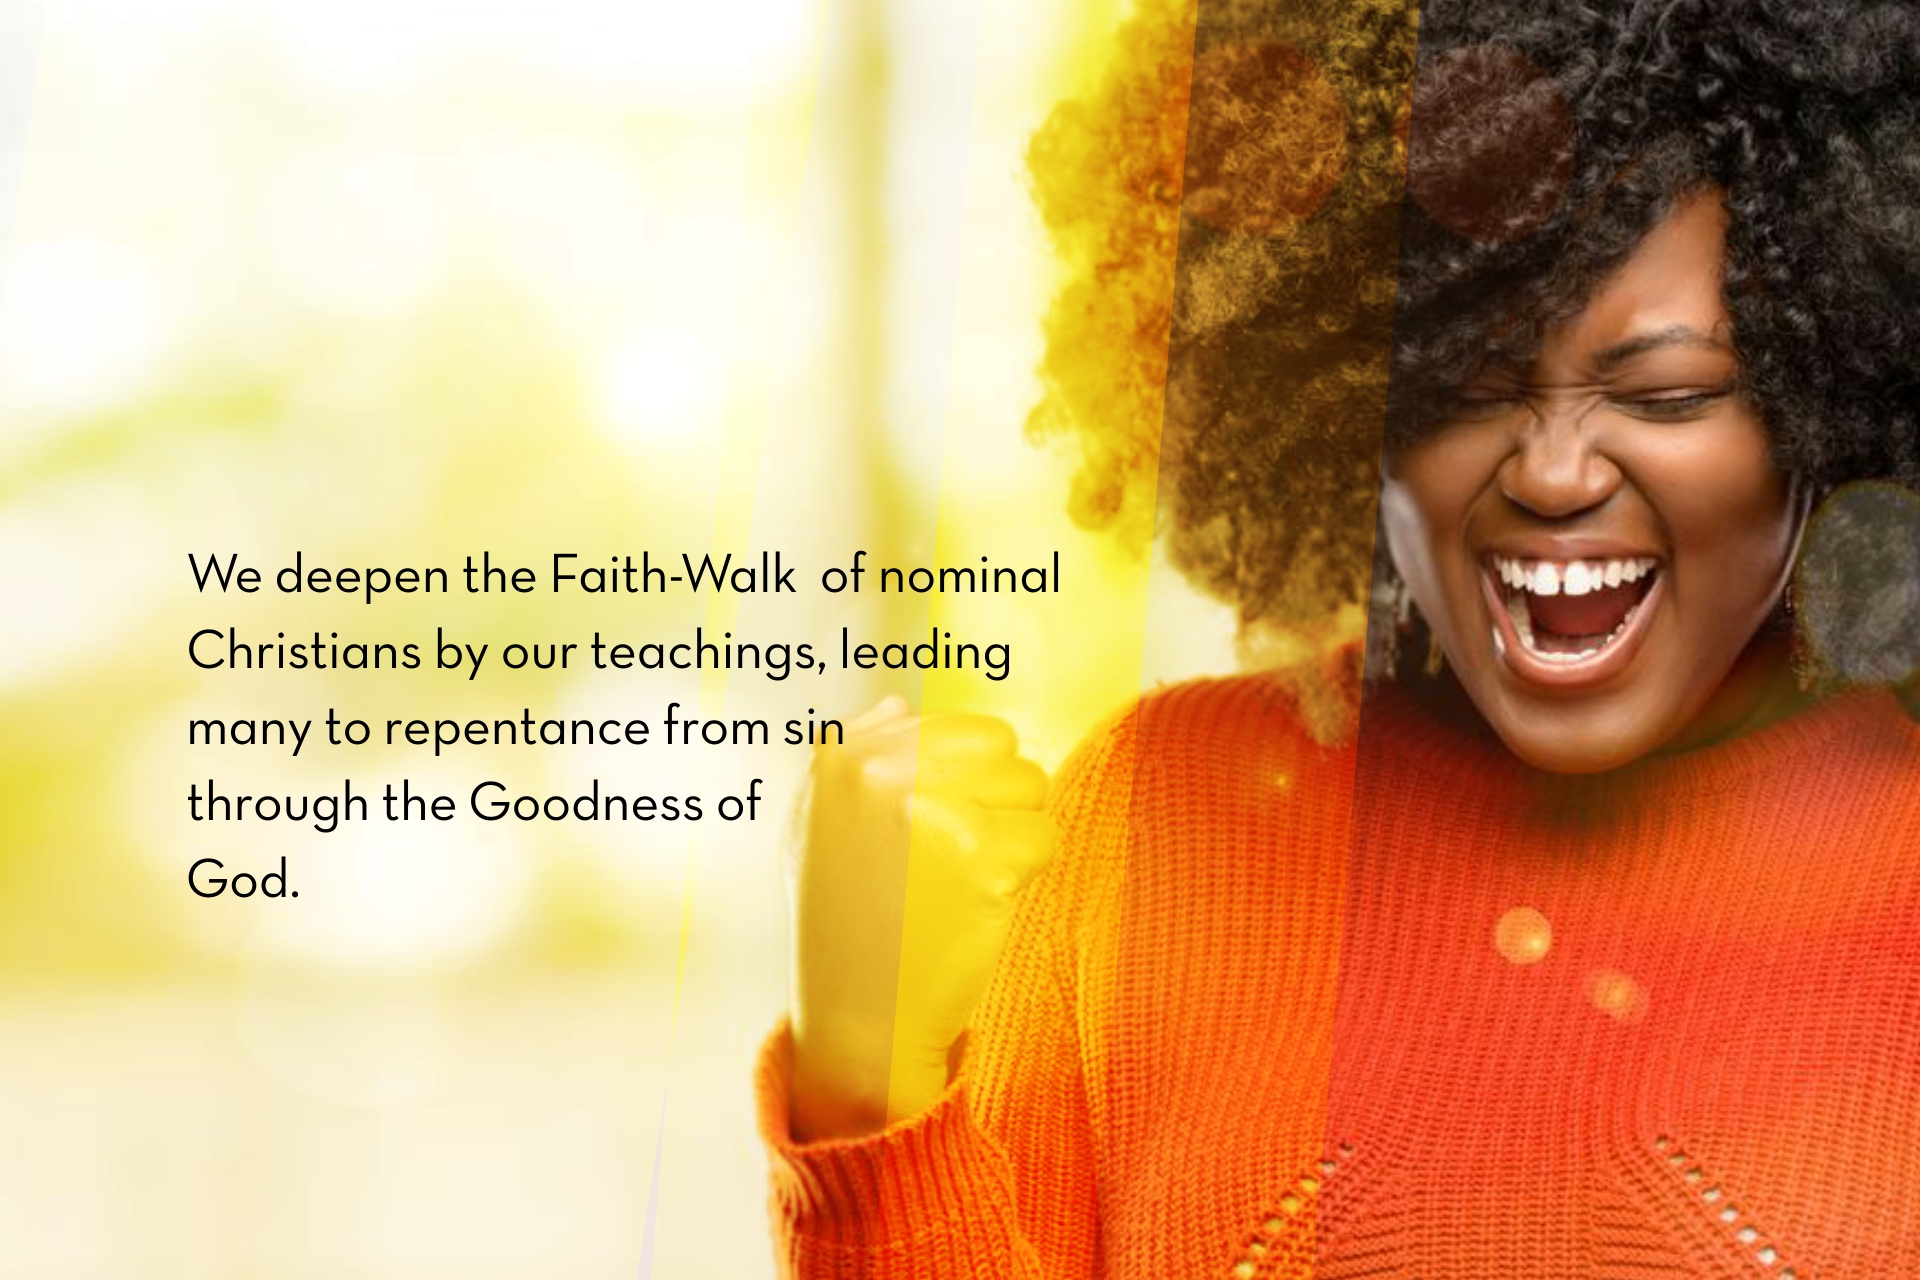 We deepen the Faith-Walk  of nominal
Christians by our teachings, leading
many to repentance from sin
through the Goodness of
God.